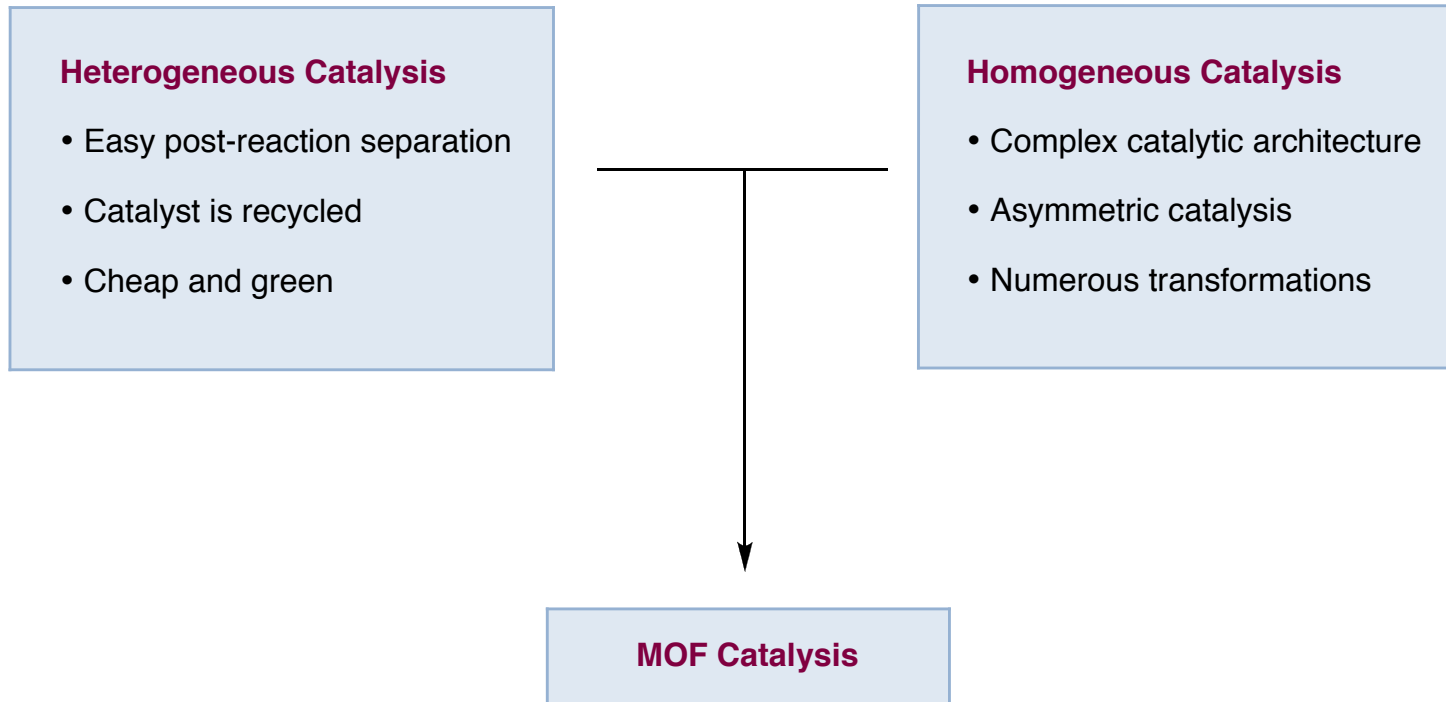 Heterogeneous Catalysis
• Easy post-reaction separation
• Catalyst is recycled
• Cheap and green
Homogeneous Catalysis
• Complex catalytic architecture
• Asymmetric catalysis
• Numerous transformations
MOF Catalysis